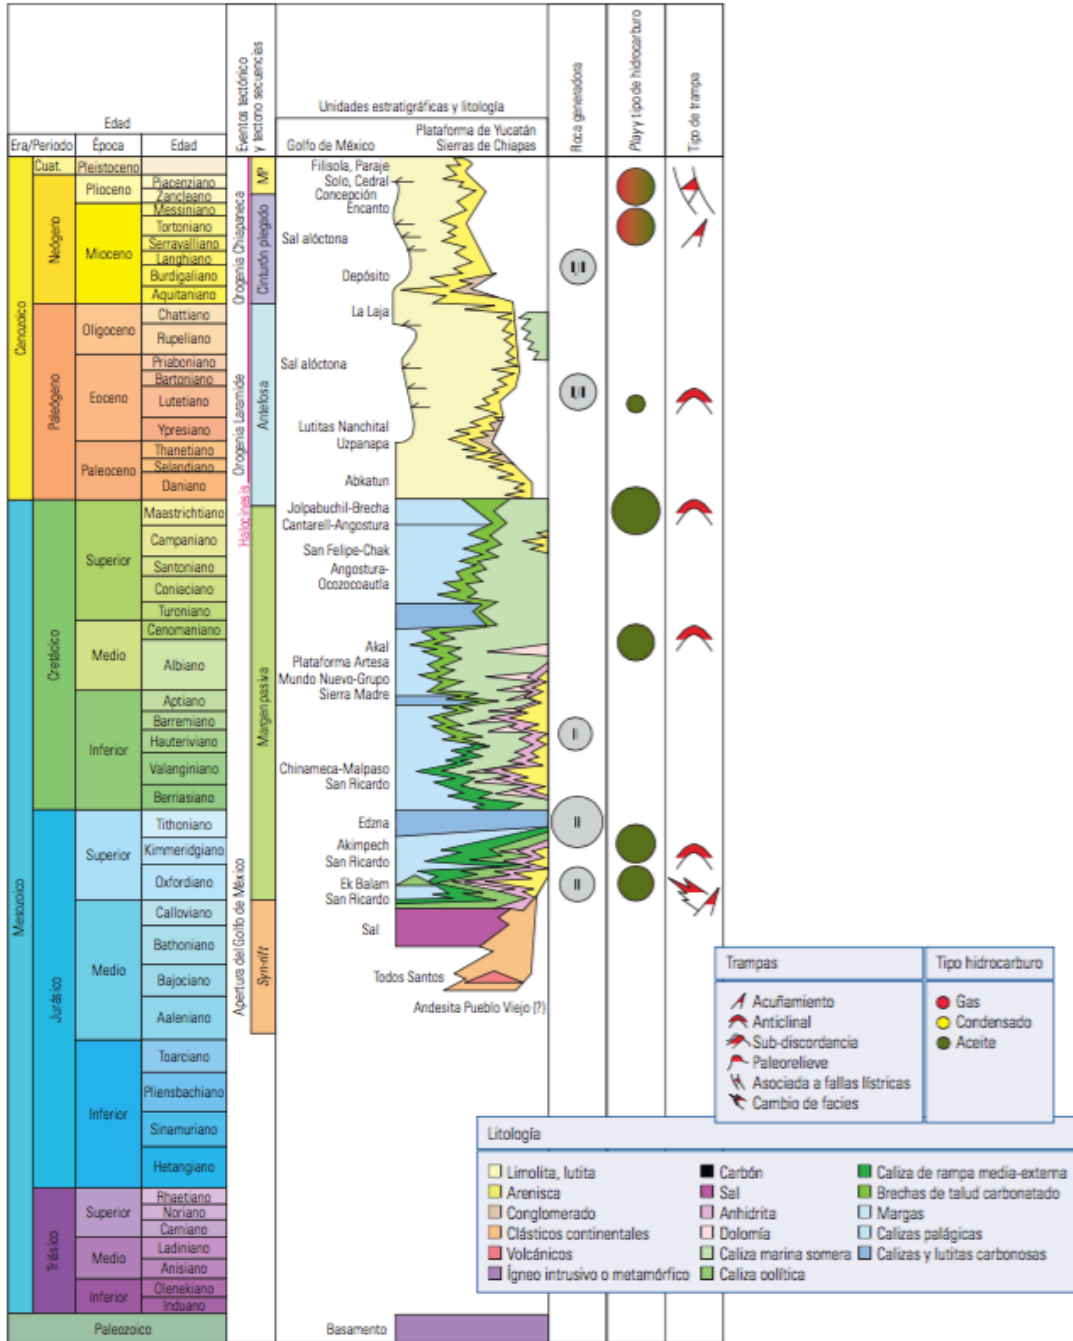 Edad
Era/Periodo
Época
Edad
Eventos tectónico
y tectono secuencias
Unidades estratigráficas y litología
Golfo de México
Plataforma de Yucatán
Sierras de Chiapas
Roca generadora
Play y tipo de hidrocarburo
Tipo de trampa
Cenozoico
Cuat.
Pleistoceno
Neógeno
Plioceno
Piacenziano
Zancleano
Mioceno
Messiniano
Tortoniano
Serravalliano
Langhiano
Burdigaliano
Aquitaniano
Paleógeno
Oligoceno
Chattiano
Rupeliano
Eoceno
Priaboniano
Bartoniano
Lutetiano
Ypresiano
Paleoceno
Thanetiano
Selandiano
Daniano
Mesozoico
Cretácico
Superior
Maastrichtiano
Campaniano
Santoniano
Coniaciano
Turoniano
Medio
Cenomaniano
Albiano
Inferior
Aptiano
Barremiano
Hauteriviano
Valanginiano
Berriasiano
Jurásico
Superior
Tithoniano
Kimmeridgiano
Oxfordiano
Medio
Calloviano
Bathoniano
Bajociano
Aaleniano
Inferior
Toarciano
Pliensbachiano
Sinamuriano
Hetangiano
Triásico
Superior
Rhaetiano
Noriano
Carniano
Medio
Ladiniano
Anisiano
Inferior
Olenekiano
Induano
Paleozoico
Orogenia Chiapaneca
Orogenia Laramide
Halocinesis
Apertura del Golfo de México
MP
Cinturón plegado
Antefosa
Margen pasiva
Syn-rift
Filisola, Paraje
Solo, Cedral
Concepción
Encanto
Sal alóctona
Depósito
La Laja
Sal alóctona
Lutitas Nanchital
Uzpanapa
Abkatun
Jolpabuchil-Brecha
Cantarell-Angostura
San Felipe-Chak
Angostura-
Ocozocoautla
Akal
Plataforma Artesa
Mundo Nuevo-Grupo
Sierra Madre
Chinameca-Malpaso
San Ricardo
Edzna
Akimpech
San Ricardo
Ek Balam
San Ricardo
Sal
Todos Santos
Andesita Pueblo Viejo (?)
Basamento
II
II
II
Trampas
Acuñamiento
Anticlinal
Sub-discordancia
Paleorelieve
Asociada a fallas lístricas
Cambio de facies
Tipo hidrocarburo
Gas
Condensado
Aceite
Litología
Limolita, lutita
Arenisca
Conglomerado
Clásticos continentales
Volcánicos
Ígneo intrusivo o metamórfico
Carbón
Sal
Anhidrita
Dolomía
Caliza marina somera
Caliza oolítica
Caliza de rampa media-externa
Brechas de talud carbonatado
Margas
Calizas palágicas
Calizas y lutitas carbonosas